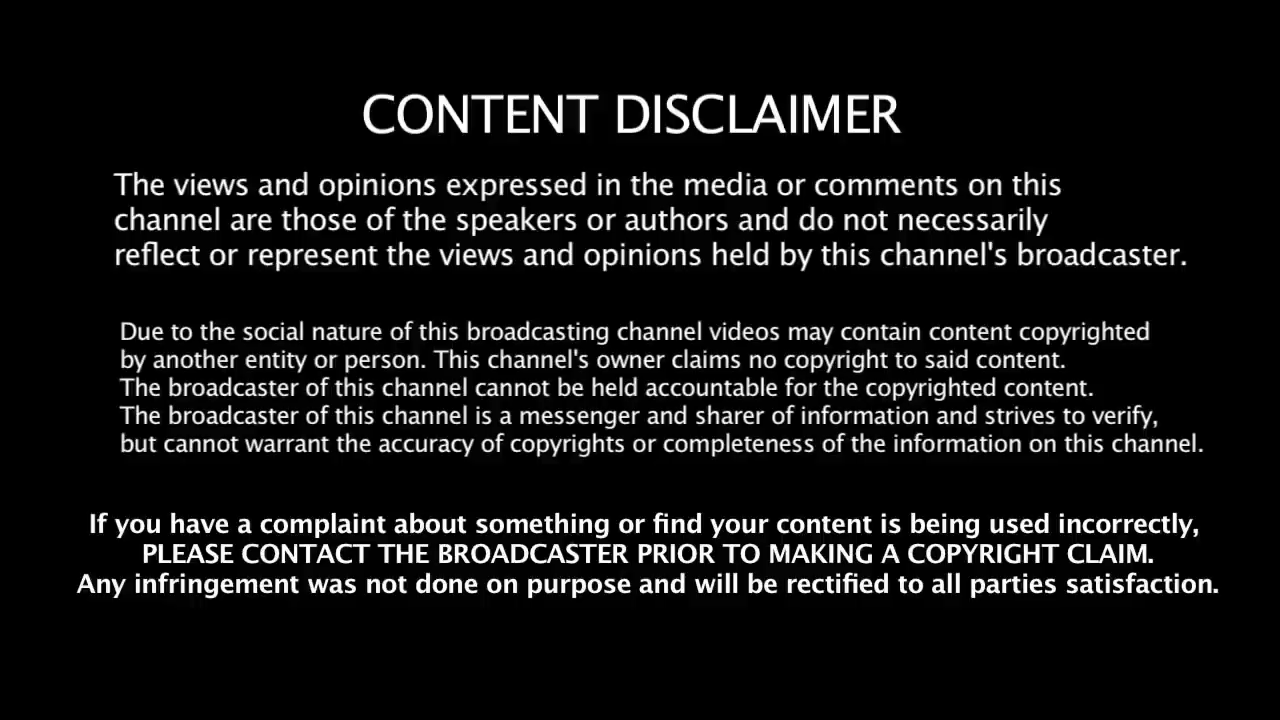 CONTENT DISCLAIMER
The views and opinions expressed in the media or comments on this
channel are those of the speakers or authors and do not necessarily
reflect or represent the views and opinions held by this channel's broadcaster.
Due to the social nature of this broadcasting channel videos may contain content copyrighted
by another entity or person. This channel's owner claims no copyright to said content.
The broadcaster of this channel cannot be held accountable for the copyrighted content.
The broadcaster of this channel is a messenger and sharer of information and strives to verify,
but cannot warrant the accuracy of copyrights or completeness of the information on this channel.
If you have a complaint about something or find your content is being used incorrectly,
PLEASE CONTACT THE BROADCASTER PRIOR TO MAKING A COPYRIGHT CLAIM.
Any infringement was not done on purpose and will be rectified to all parties satisfaction.